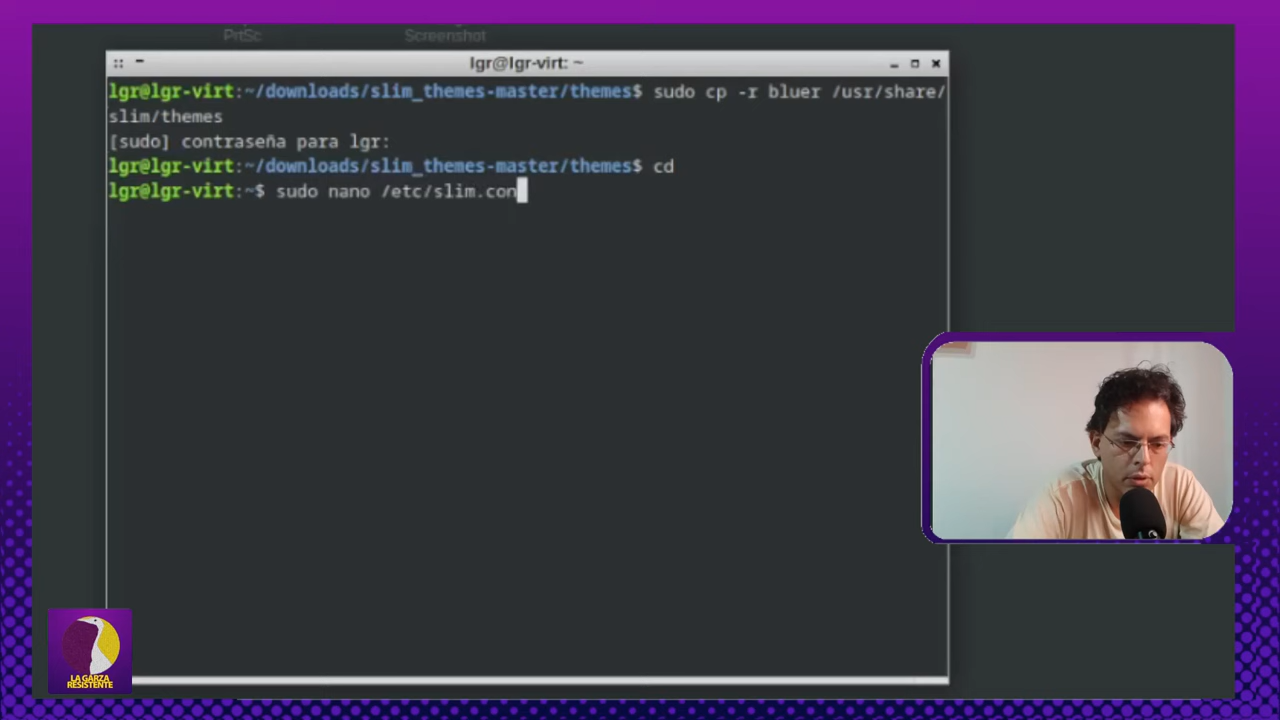 PrtSc Screenshot
lgr@lgr-virt: ~
lgr@lgr-virt:~/downloads/slim_themes-master/themes$ sudo cp -r bluer /usr/share/
slim/themes
[sudo] contraseña para lgr:
lgr@lgr-virt:~/downloads/slim_themes-master/themes$ cd
lgr@lgr-virt:~$ sudo nano /etc/slim.con
LA GARZA
RESISTENTE